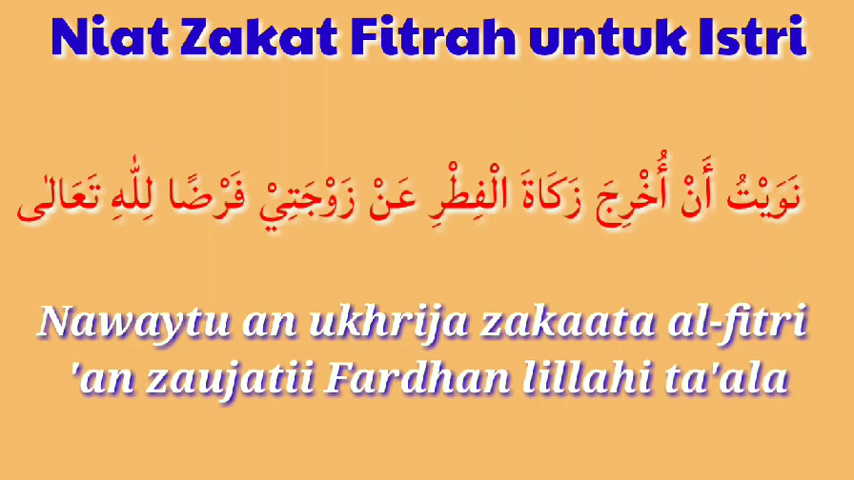 Niat Zakat Fitrah untuk Istri
نَوَيْتُ أَنْ أُخْرِجَ زَكَاةَ الْفِطْرِ عَنْ زَوْجَتِيْ فَرْضًا لِلّٰهِ تَعَالٰى
Nawaytu an ukhrija zakaata al-fitri
'an zaujatii Fardhan lillahi ta'ala